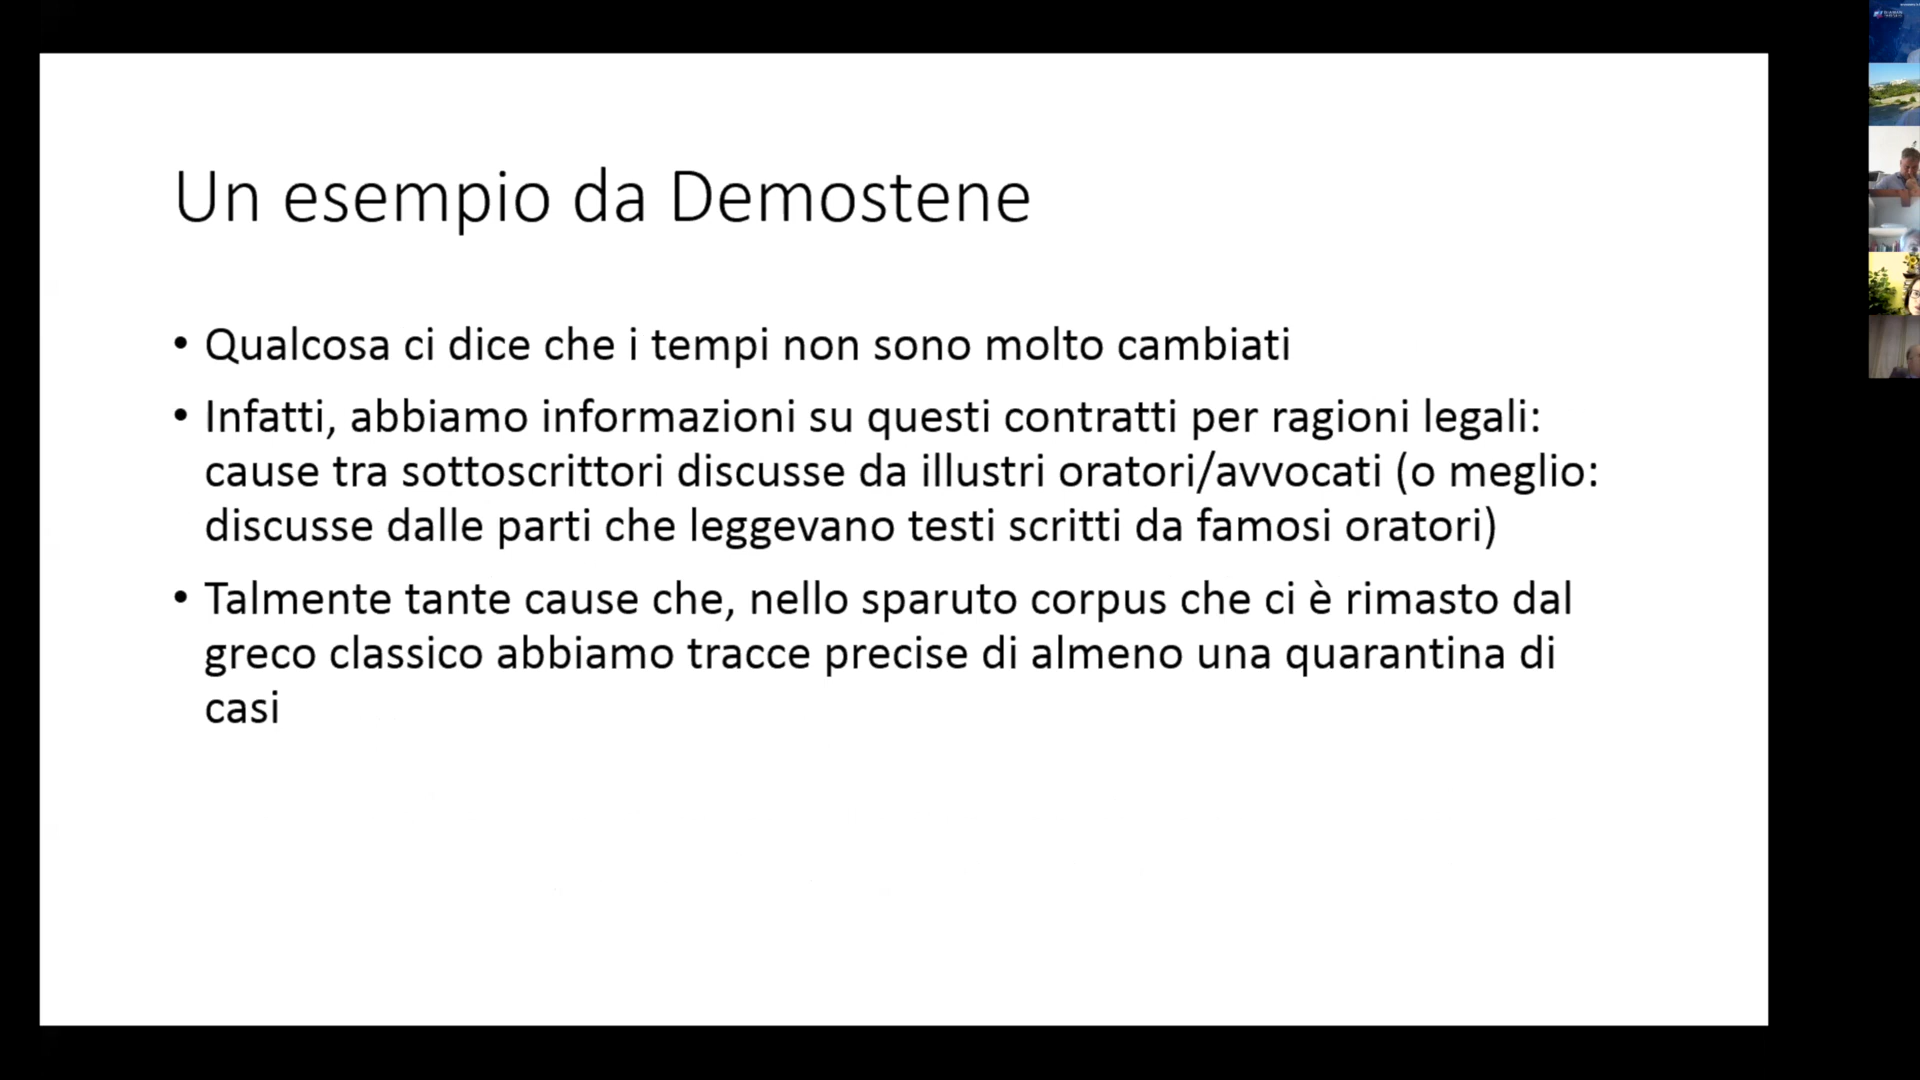 Un esempio da Demostene
• Qualcosa ci dice che i tempi non sono molto cambiati
• Infatti, abbiamo informazioni su questi contratti per ragioni legali:
cause tra sottoscrittori discusse da illustri oratori/avvocati (o meglio:
discusse dalle parti che leggevano testi scritti da famosi oratori)
• Talmente tante cause che, nello sparuto corpus che ci è rimasto dal
greco classico abbiamo tracce precise di almeno una quarantina di
casi